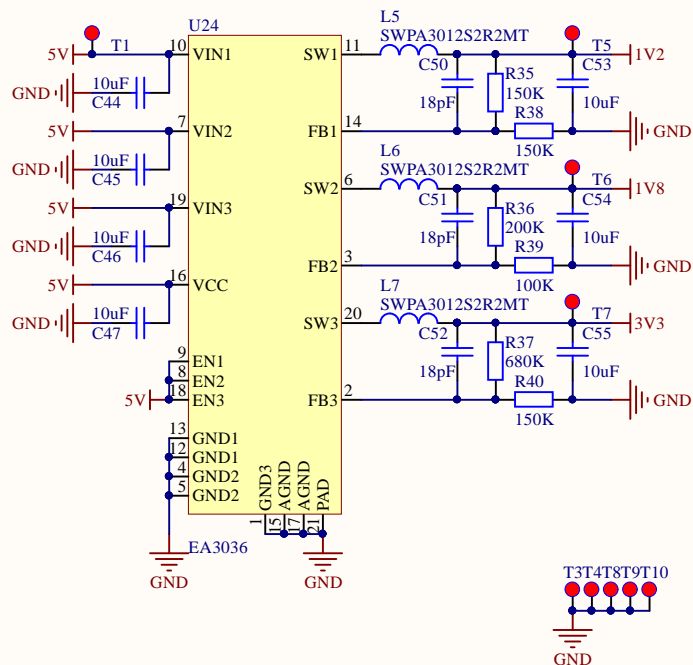 U24
L5
SWPA3012S2R2MT
5V
T1
10
VIN1
SW1
11
C50
T5
C53
1V2
10uF
GND
C44
18pF
R35
150K
R38
10uF
5V
7
VIN2
FB1
14
150K
GND
10uF
GND
C45
L6
SWPA3012S2R2MT
5V
19
VIN3
SW2
6
C51
T6
C54
1V8
10uF
GND
C46
18pF
R36
200K
R39
10uF
5V
16
VCC
FB2
3
100K
GND
10uF
GND
C47
L7
SWPA3012S2R2MT
SW3
20
C52
T7
C55
3V3
9
EN1
8
EN2
5V
18
EN3
18pF
R37
680K
R40
10uF
FB3
2
150K
GND
13
GND1
12
GND1
4
GND2
5
GND2
GND3
AGND
AGND
PAD
1
15
17
21
EA3036
GND
GND
T3T4T8T9T10
GND